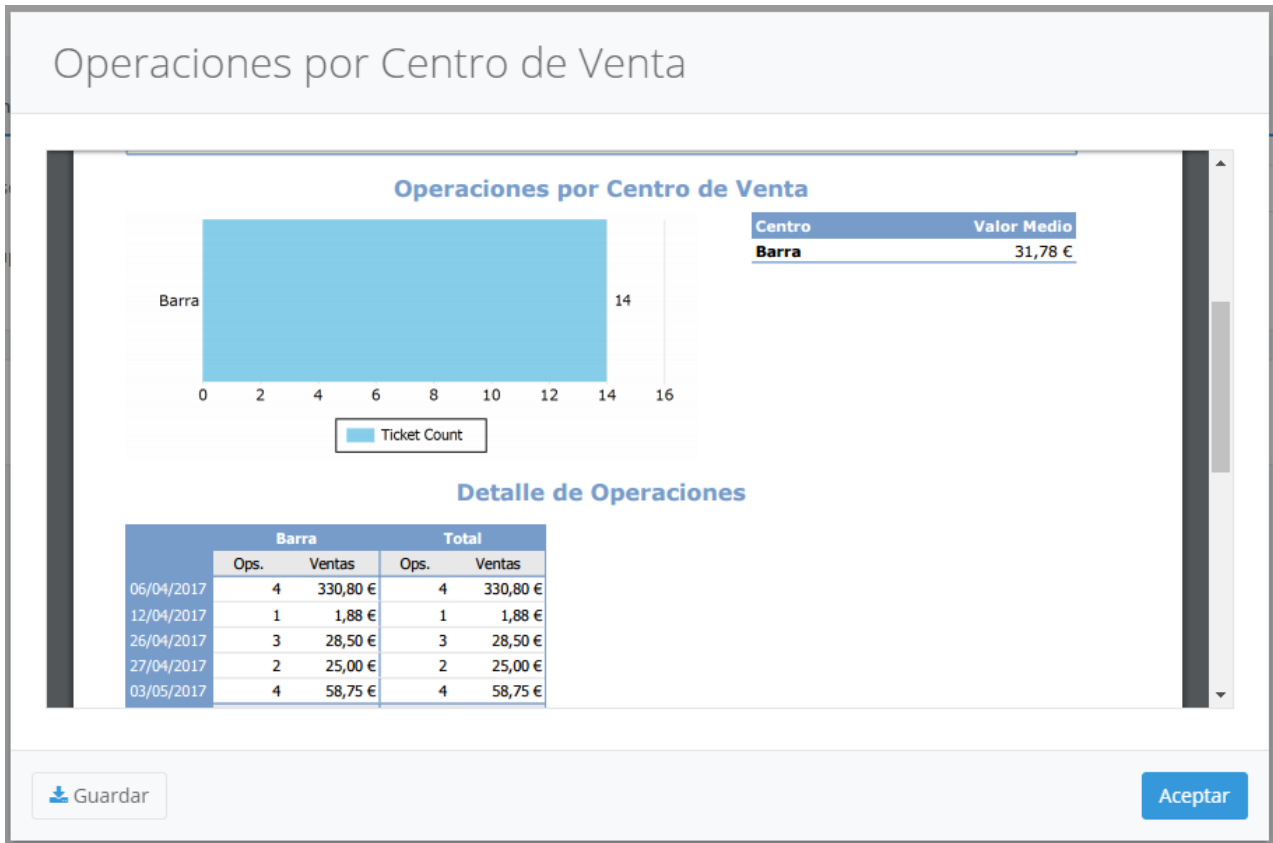 Operaciones por Centro de Venta
Operaciones por Centro de Venta
Centro Valor Medio
Barra 31,78 €
Barra 14
0 2 4 6 8 10 12 14 16
Ticket Count
Detalle de Operaciones
Barra Total
Ops. Ventas Ops. Ventas
06/04/2017 4 330,80 € 4 330,80 €
12/04/2017 1 1,88 € 1 1,88 €
26/04/2017 3 28,50 € 3 28,50 €
27/04/2017 2 25,00 € 2 25,00 €
03/05/2017 4 58,75 € 4 58,75 €
Guardar Aceptar